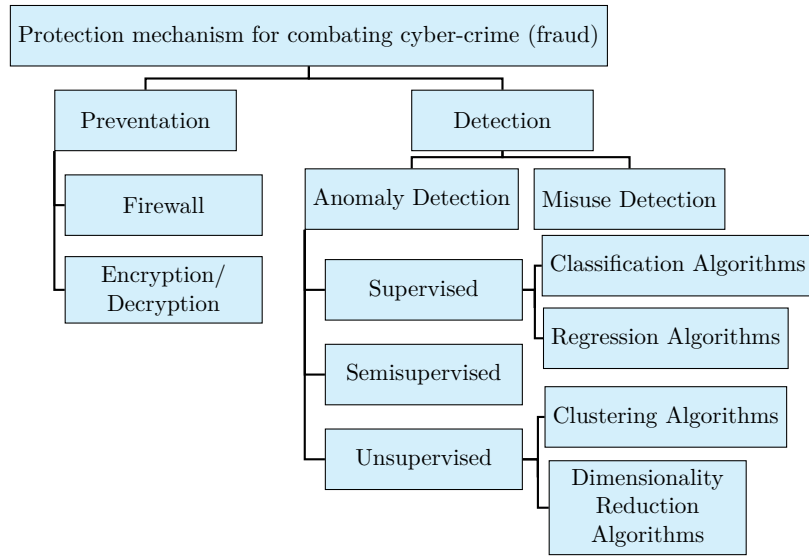 Protection mechanism for combating cyber-crime (fraud)
Preventation
Detection
Firewall
Encryption/
Decryption
Anomaly Detection
Misuse Detection
Supervised
Classification Algorithms
Regression Algorithms
Semisupervised
Unsupervised
Clustering Algorithms
Dimensionality
Reduction
Algorithms